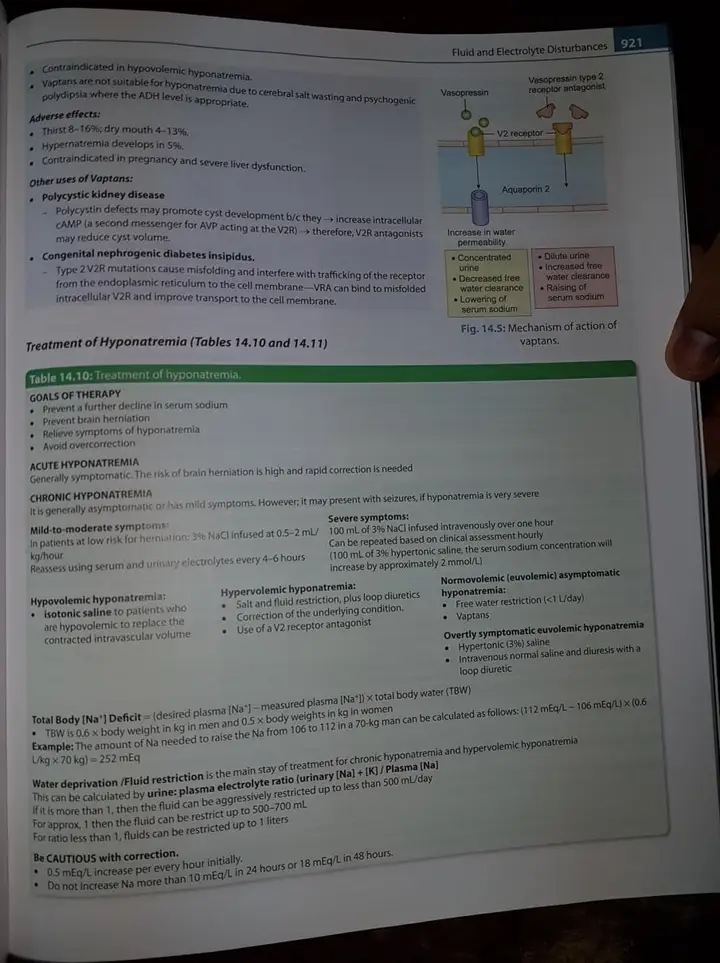 Fluid and Electrolyte Disturbances 921
• Contraindicated in hypovolemic hyponatremia.
• Vaptans are not suitable for hyponatremia due to cerebral salt wasting and psychogenic
polydipsia where the ADH level is appropriate.
Adverse effects:
• Thirst 8–16%; dry mouth 4–13%.
• Hypernatremia develops in 5%.
• Contraindicated in pregnancy and severe liver dysfunction.
Other uses of Vaptans:
• Polycystic kidney disease
– Polycystin defects may promote cyst development b/c they → increase intracellular
cAMP (a second messenger for AVP acting at the V2R) → therefore, V2R antagonists
may reduce cyst volume.
• Congenital nephrogenic diabetes insipidus.
– Type 2 V2R mutations cause misfolding and interfere with trafficking of the receptor
from the endoplasmic reticulum to the cell membrane—VRA can bind to misfolded
intracellular V2R and improve transport to the cell membrane.
Vasopressin
Vasopressin type 2
receptor antagonist
V2 receptor
Aquaporin 2
Increase in water
permeability
• Concentrated
urine
• Decreased free
water clearance
• Lowering of
serum sodium
• Dilute urine
• Increased free
water clearance
• Raising of
serum sodium
Fig. 14.5: Mechanism of action of
vaptans.
Treatment of Hyponatremia (Tables 14.10 and 14.11)
Table 14.10: Treatment of hyponatremia.
GOALS OF THERAPY
• Prevent a further decline in serum sodium
• Prevent brain herniation
• Relieve symptoms of hyponatremia
• Avoid overcorrection
ACUTE HYPONATREMIA
Generally symptomatic. The risk of brain herniation is high and rapid correction is needed
CHRONIC HYPONATREMIA
It is generally asymptomatic or has mild symptoms. However; it may present with seizures, if hyponatremia is very severe
Mild-to-moderate symptoms:
In patients at low risk for herniation: 3% NaCl infused at 0.5–2 mL/
kg/hour
Reassess using serum and urinary electrolytes every 4–6 hours
Severe symptoms:
100 mL of 3% NaCl infused intravenously over one hour
Can be repeated based on clinical assessment hourly
(100 mL of 3% hypertonic saline, the serum sodium concentration will
increase by approximately 2 mmol/L)
Hypovolemic hyponatremia:
• isotonic saline to patients who
are hypovolemic to replace the
contracted intravascular volume
Hypervolemic hyponatremia:
• Salt and fluid restriction, plus loop diuretics
• Correction of the underlying condition.
• Use of a V2 receptor antagonist
Normovolemic (euvolemic) asymptomatic
hyponatremia:
• Free water restriction (<1 L/day)
• Vaptans
Overtly symptomatic euvolemic hyponatremia
• Hypertonic (3%) saline
• Intravenous normal saline and diuresis with a
loop diuretic
Total Body [Na⁺] Deficit = (desired plasma [Na⁺] – measured plasma [Na⁺]) × total body water (TBW)
• TBW is 0.6 × body weight in kg in men and 0.5 × body weights in kg in women
Example: The amount of Na needed to raise the Na from 106 to 112 in a 70-kg man can be calculated as follows: (112 mEq/L – 106 mEq/L) × (0.6
L/kg × 70 kg) = 252 mEq
Water deprivation /Fluid restriction is the main stay of treatment for chronic hyponatremia and hypervolemic hyponatremia
This can be calculated by urine: plasma electrolyte ratio (urinary [Na] + [K] / Plasma [Na]
If it is more than 1, then the fluid can be aggressively restricted up to less than 500 mL/day
For approx, 1 then the fluid can be restrict up to 500–700 mL
For ratio less than 1, fluids can be restricted up to 1 liters
Be CAUTIOUS with correction.
• 0.5 mEq/L increase per every hour initially.
• Do not increase Na more than 10 mEq/L in 24 hours or 18 mEq/L in 48 hours.